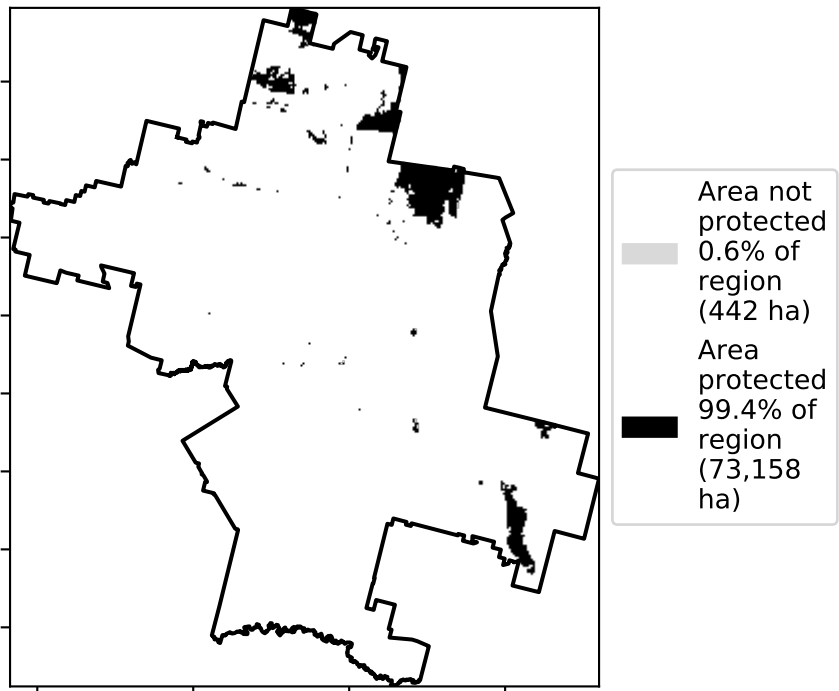 Area not
protected
0.6% of
region
(442 ha)
Area
protected
99.4% of
region
(73,158
ha)